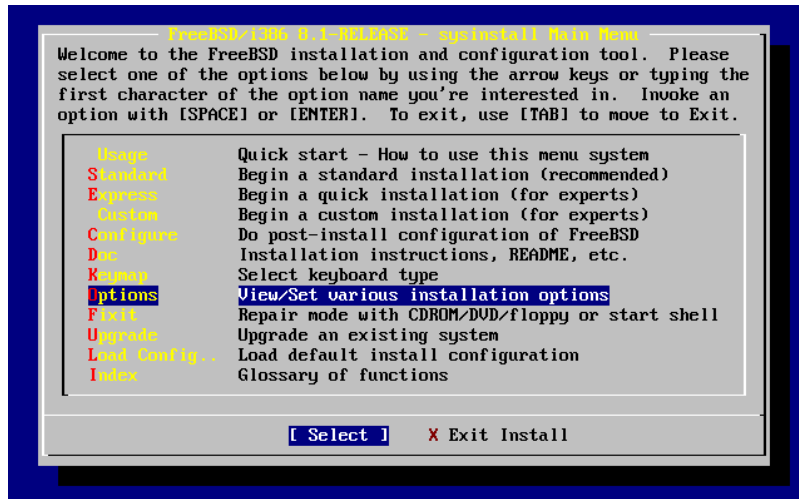 FreeBSD/i386 8.1-RELEASE - sysinstall Main Menu
Welcome to the FreeBSD installation and configuration tool.  Please
select one of the options below by using the arrow keys or typing the
first character of the option name you're interested in.  Invoke an
option with [SPACE] or [ENTER].  To exit, use [TAB] to move to Exit.
Usage Quick start - How to use this menu system
Standard Begin a standard installation (recommended)
Express Begin a quick installation (for experts)
Custom Begin a custom installation (for experts)
Configure Do post-install configuration of FreeBSD
Doc Installation instructions, README, etc.
Keymap Select keyboard type
Options View/Set various installation options
Fixit Repair mode with CDROM/DVD/floppy or start shell
Upgrade Upgrade an existing system
Load Config.. Load default install configuration
Index Glossary of functions
[ Select ] X Exit Install